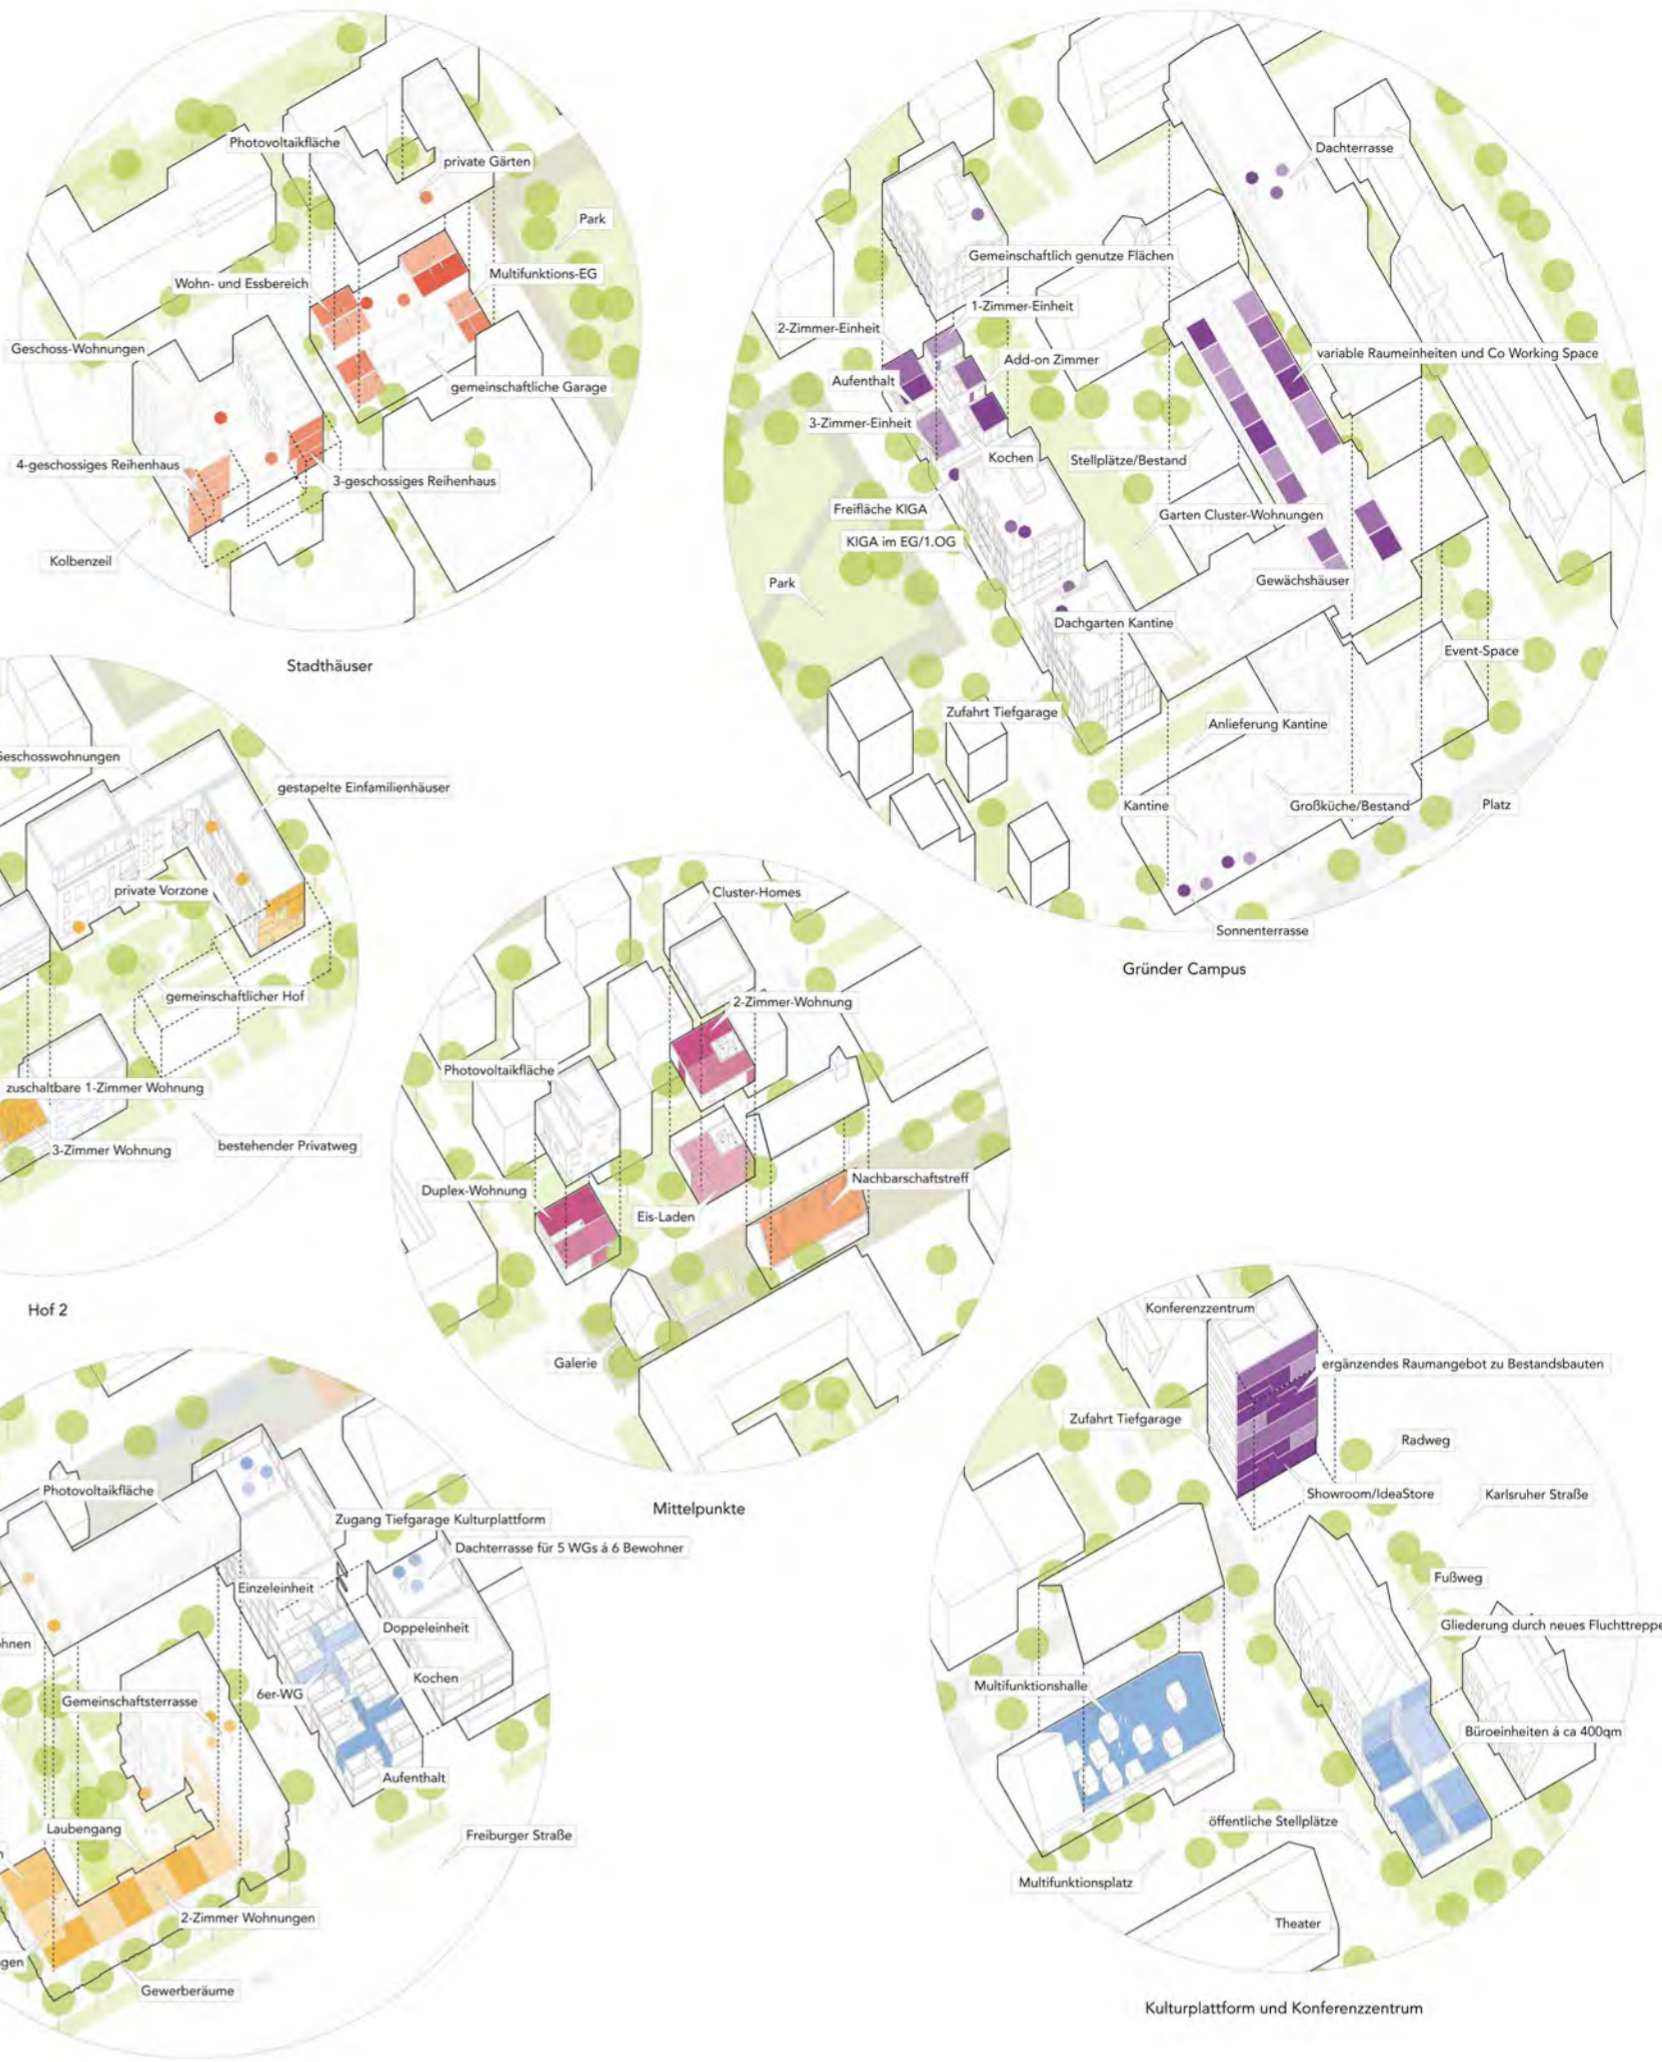 Photovoltaikfläche
private Gärten
Park
Wohn- und Essbereich
Multifunktions-EG
Geschoss-Wohnungen
gemeinschaftliche Garage
4-geschossiges Reihenhaus
3-geschossiges Reihenhaus
Kolbenzeil
Stadthäuser
Dachterrasse
Gemeinschaftlich genutze Flächen
1-Zimmer-Einheit
2-Zimmer-Einheit
variable Raumeinheiten und Co Working Space
Add-on Zimmer
Aufenthalt
3-Zimmer-Einheit
Kochen
Stellplätze/Bestand
Freifläche KIGA
Garten Cluster-Wohnungen
KIGA im EG/1.OG
Park
Gewächshäuser
Dachgarten Kantine
Event-Space
Zufahrt Tiefgarage
Anlieferung Kantine
Kantine
Großküche/Bestand
Platz
Sonnenterrasse
Gründer Campus
Geschosswohnungen
gestapelte Einfamilienhäuser
private Vorzone
gemeinschaftlicher Hof
zuschaltbare 1-Zimmer Wohnung
3-Zimmer Wohnung
bestehender Privatweg
Hof 2
Cluster-Homes
2-Zimmer-Wohnung
Photovoltaikfläche
Duplex-Wohnung
Nachbarschaftstreff
Eis-Laden
Galerie
Mittelpunkte
Photovoltaikfläche
Zugang Tiefgarage Kulturplattform
Dachterrasse für 5 WGs á 6 Bewohner
Einzeleinheit
Doppeleinheit
hnen
Kochen
6er-WG
Gemeinschaftsterrasse
Aufenthalt
Laubengang
Freiburger Straße
2-Zimmer Wohnungen
gen
Gewerberäume
Konferenzzentrum
ergänzendes Raumangebot zu Bestandsbauten
Zufahrt Tiefgarage
Radweg
Showroom/IdeaStore
Karlsruher Straße
Fußweg
Gliederung durch neues Fluchttreppe
Multifunktionshalle
Büroeinheiten á ca 400qm
öffentliche Stellplätze
Multifunktionsplatz
Theater
Kulturplattform und Konferenzzentrum